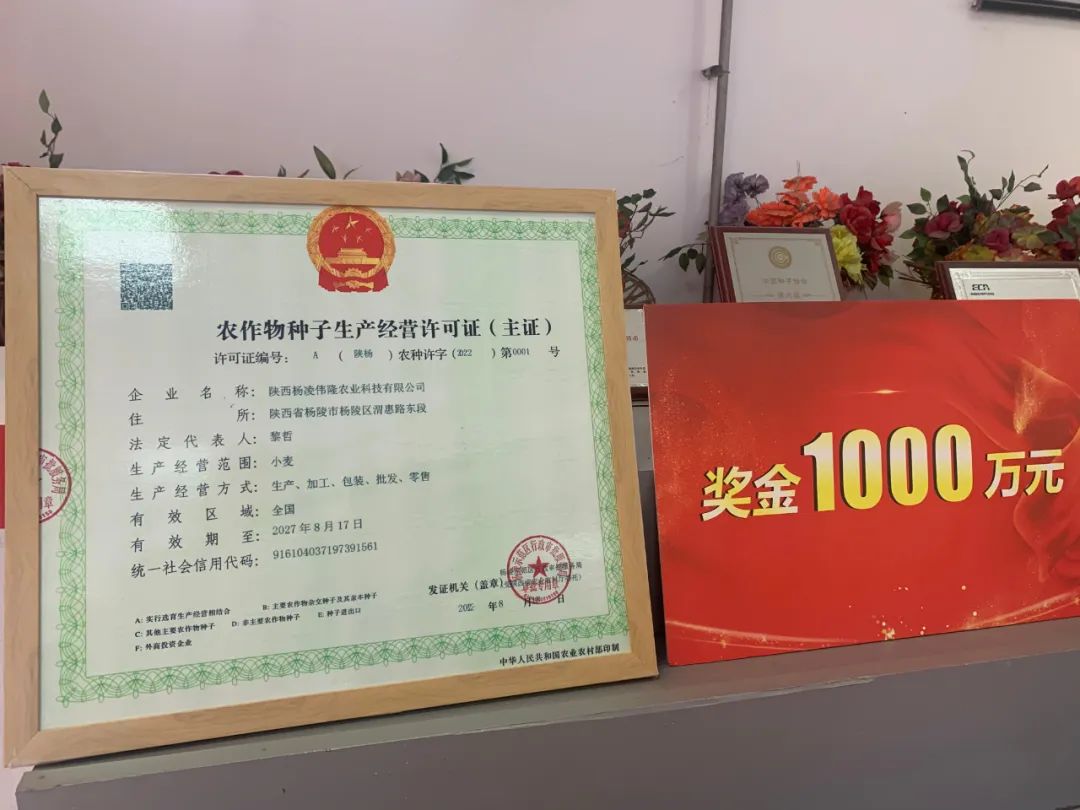 农作物种子生产经营许可证（主证）
许可证编号： A （ 陕杨 ）农种许字（2022 ）第0001 号
企业名称：陕西杨凌伟隆农业科技有限公司
住所：陕西省杨陵市杨陵区渭惠路东段
法定代表人：黎哲
生产经营范围：小麦
生产经营方式：生产、加工、包装、批发、零售
有效区域：全国
有效期至：2027年8月17日
统一社会信用代码：916104037197391561
发证机关（盖章）
2022 年8 月 日
A: 实行选育生产经营相结合 B: 主要农作物杂交种子及其亲本种子
C: 其他主要农作物种子 D: 非主要农作物种子 E: 种子进出口
F: 外商投资企业
中华人民共和国农业农村部印制
中国种子协会
ECA
奖金1000万元